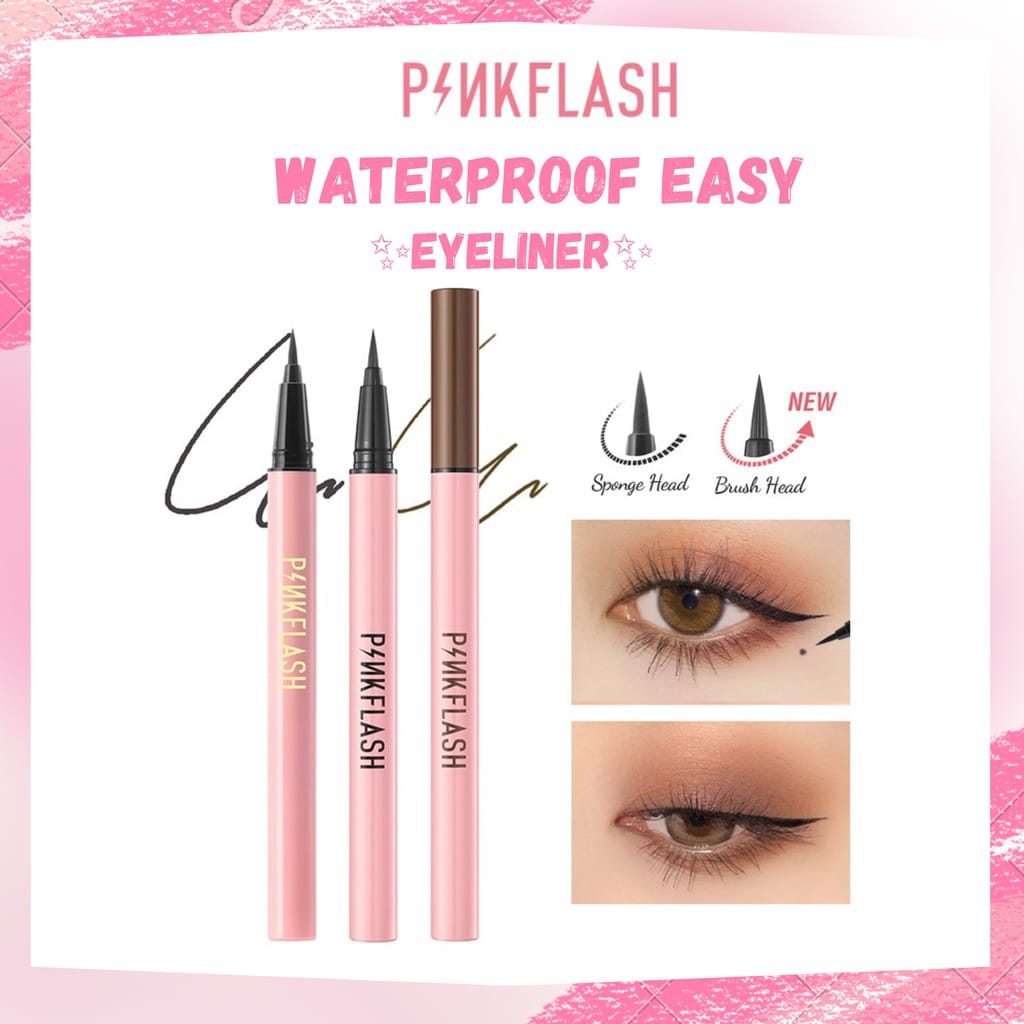 PINKFLASH
WATERPROOF EASY
EYELINER
NEW
Sponge Head
Brush Head
PINKFLASH
PINKFLASH
PINKFLASH